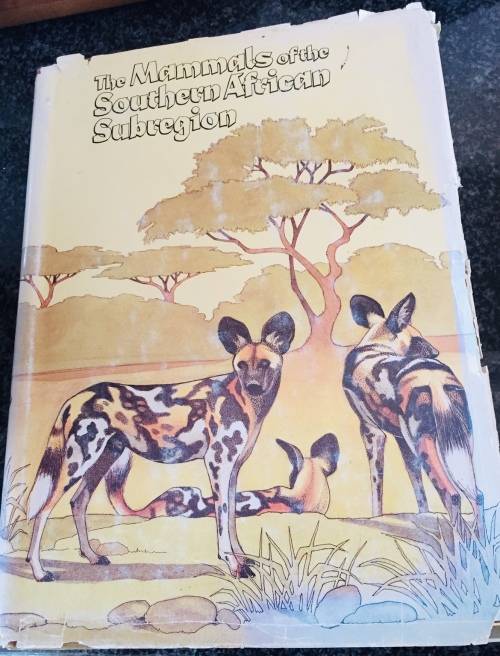 The Mammals of the
Southern African
Subregion